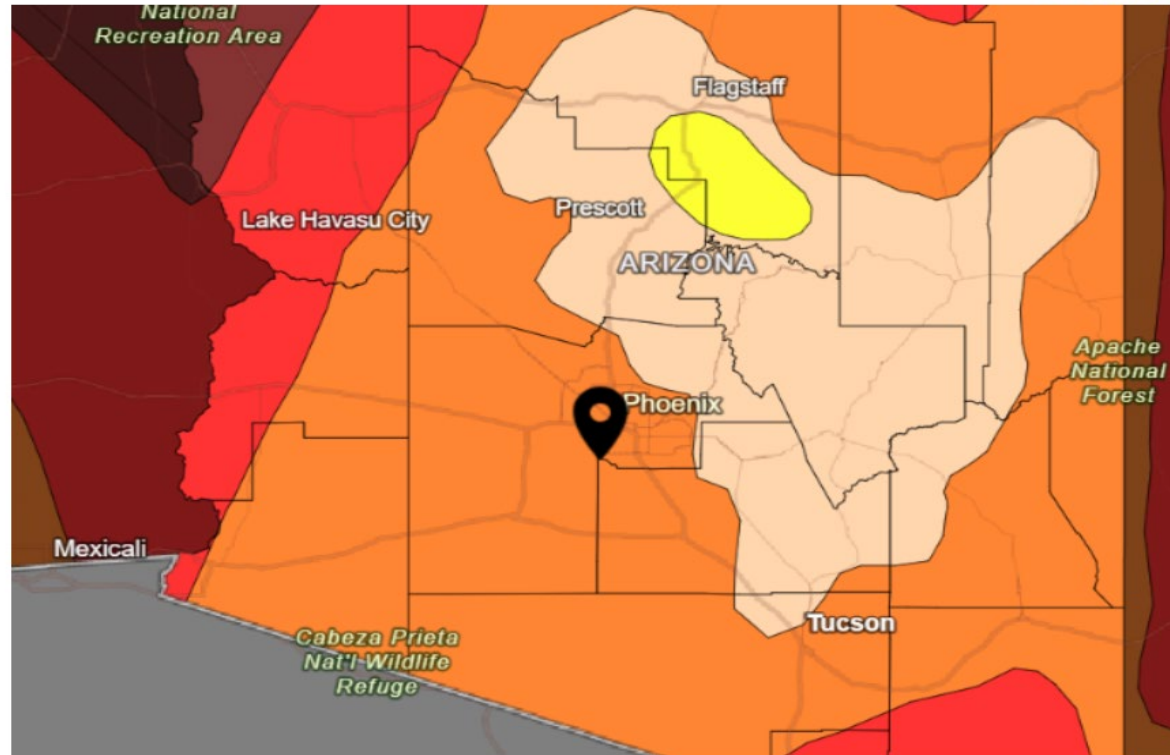 National
Recreation Area
Flagstaff
Lake Havasu City
Prescott
ARIZONA
Apache
National
Forest
Phoenix
Mexicali
Tucson
Cabeza Prieta
Nat'l Wildlife
Refuge